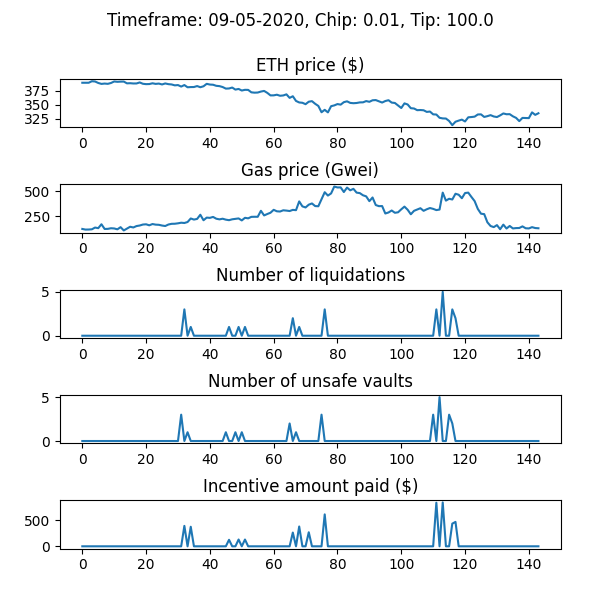 Timeframe: 09-05-2020, Chip: 0.01, Tip: 100.0
ETH price ($)
375
350
325
0 20 40 60 80 100 120 140
Gas price (Gwei)
500
250
0 20 40 60 80 100 120 140
Number of liquidations
5
0
0 20 40 60 80 100 120 140
Number of unsafe vaults
5
0
0 20 40 60 80 100 120 140
Incentive amount paid ($)
500
0
0 20 40 60 80 100 120 140